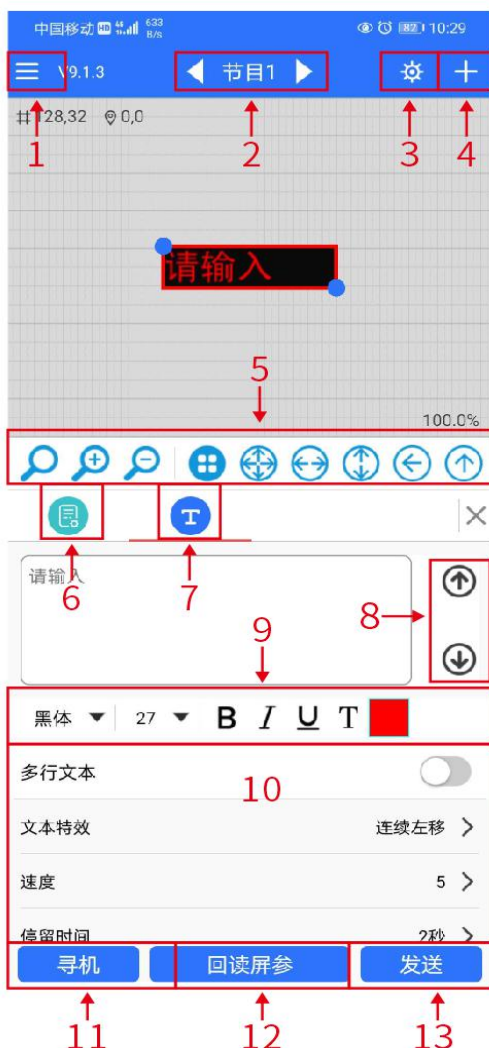 中国移动 HD 46 633 B/s 82 10:29
V9.1.3 节目1
1 2 3 4
128,32 0,0
请输入
5
100.0%
T
6 7
请输入
8
9
黑体 27 B I U T
多行文本
10
文本特效 连续左移
速度 5
停留时间 2秒
寻机 回读屏参 发送
11 12 13